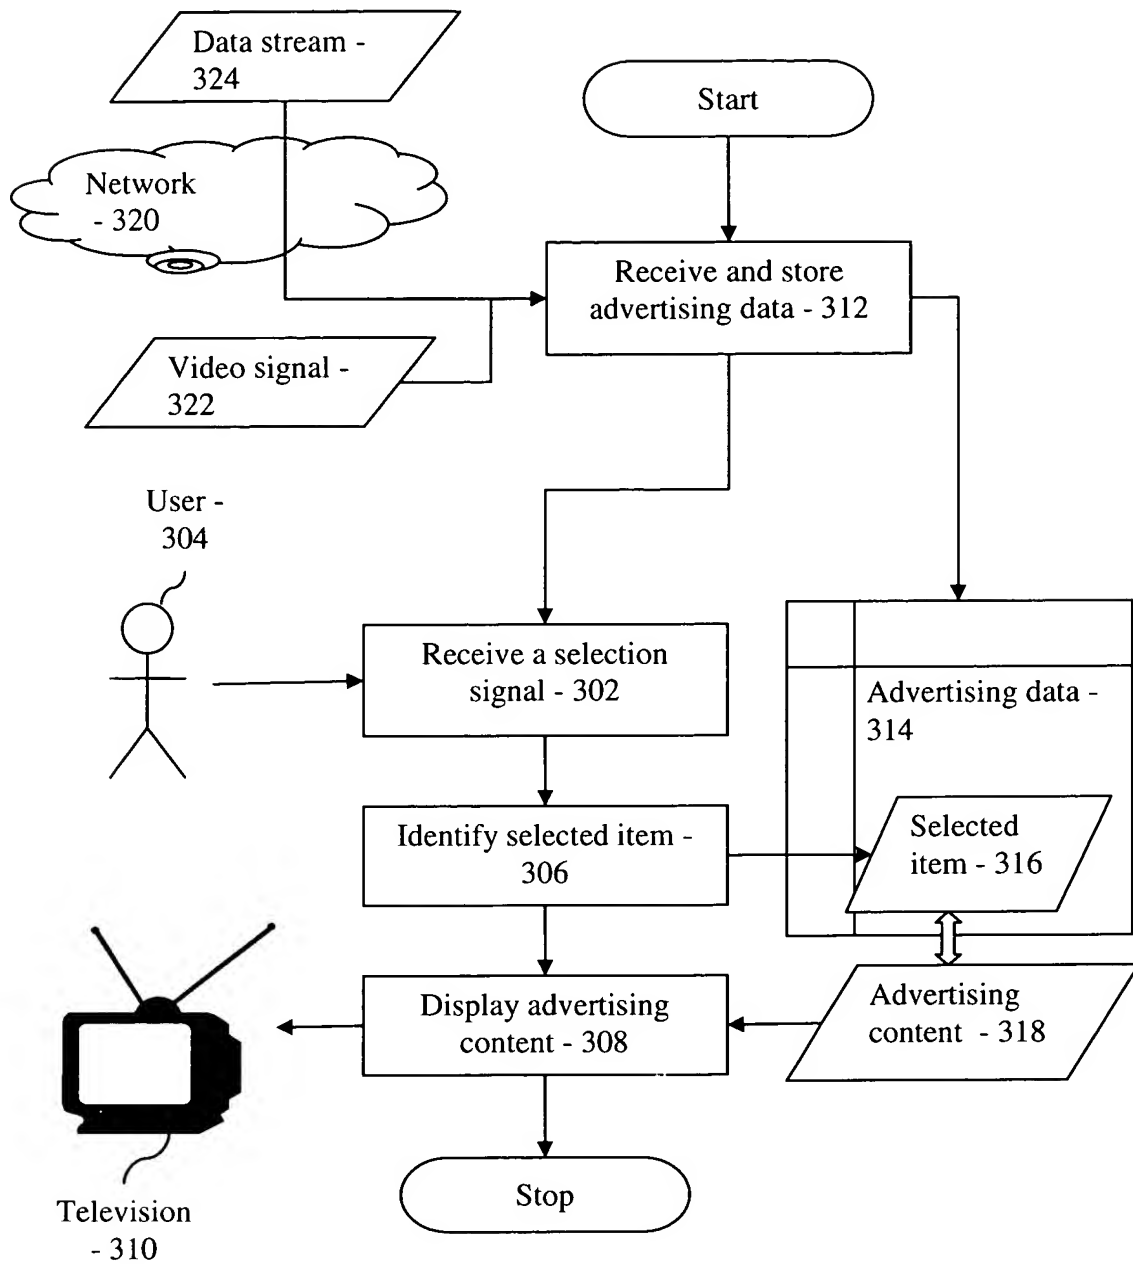 Data stream -
324
Start
Network
- 320
Receive and store
advertising data - 312
Video signal -
322
User -
304
Receive a selection
signal - 302
Advertising data -
314
Identify selected item -
306
Selected
item - 316
Display advertising
content - 308
Advertising
content - 318
Stop
Television
- 310